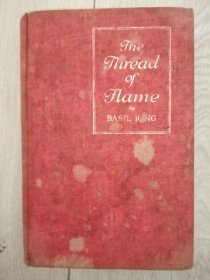 The
Thread
of
Flame
by
BASIL KING